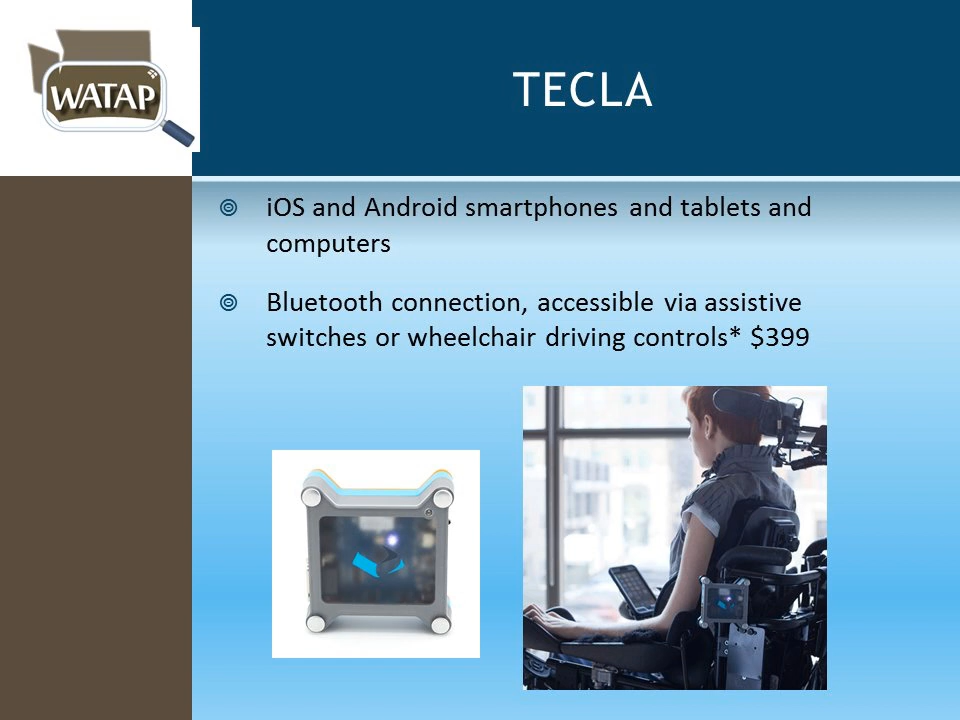 WATAP
TECLA
iOS and Android smartphones and tablets and
computers
Bluetooth connection, accessible via assistive
switches or wheelchair driving controls* $399